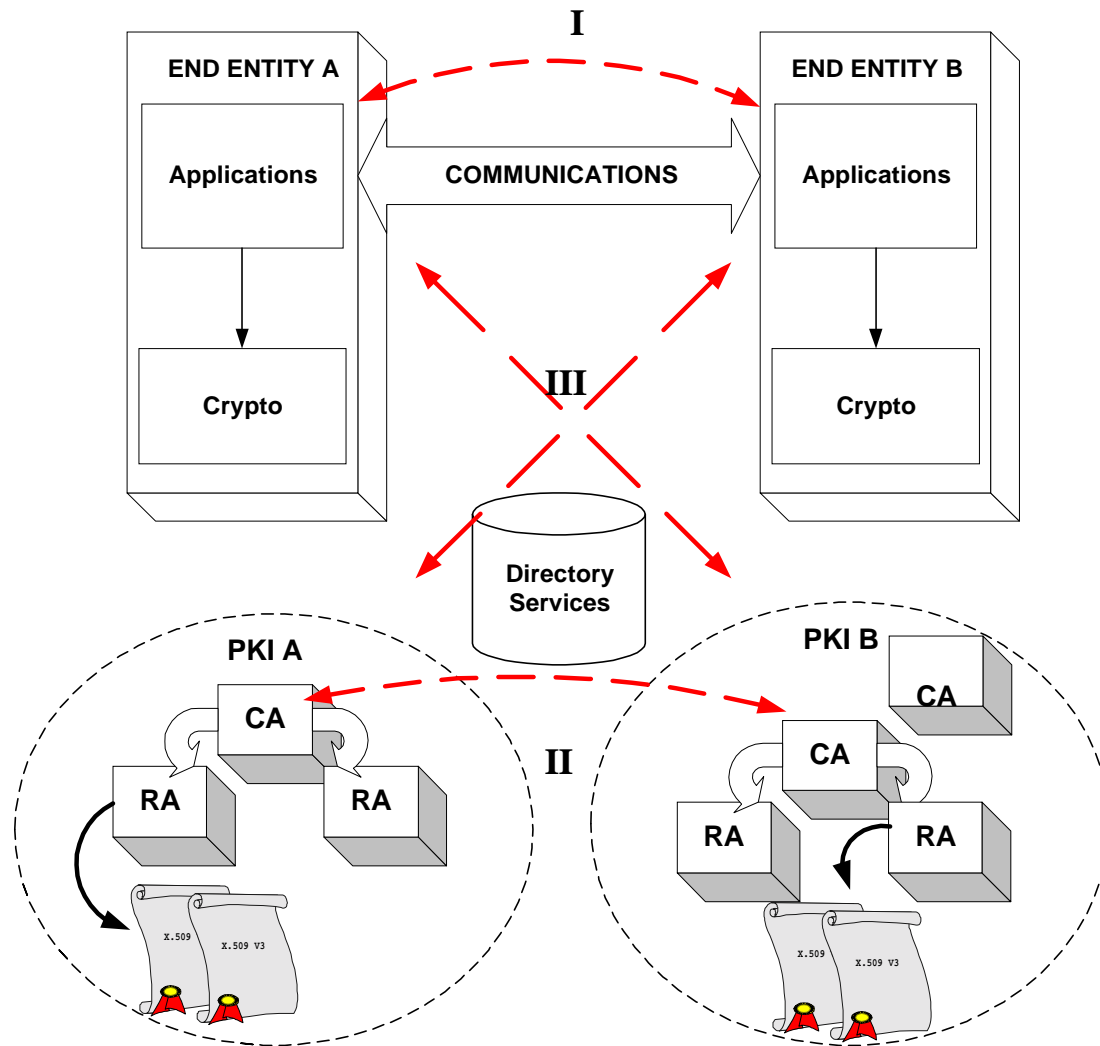 I
END ENTITY A
END ENTITY B
Applications
COMMUNICATIONS
Applications
III
Crypto
Crypto
Directory
Services
PKI A
PKI B
CA
CA
II
CA
RA
RA
RA
RA
X.509
X.509 V3
X.509
X.509 V3